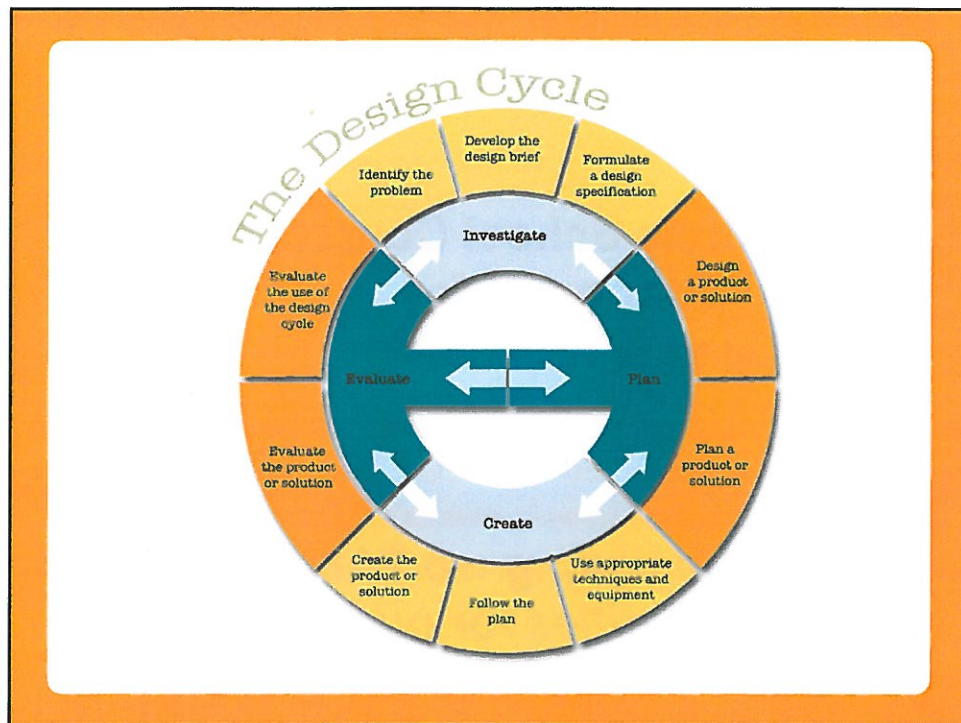 The Design Cycle
Identify the
problem
Develop the
design brief
Formulate
a design
specification
Investigate
Design
a product
or solution
Plan
Plan a
product or
solution
Use appropriate
techniques and
equipment
Follow the
plan
Create the
product or
solution
Create
Evaluate
the product
or solution
Evaluate
Evaluate
the use of
the design
cycle